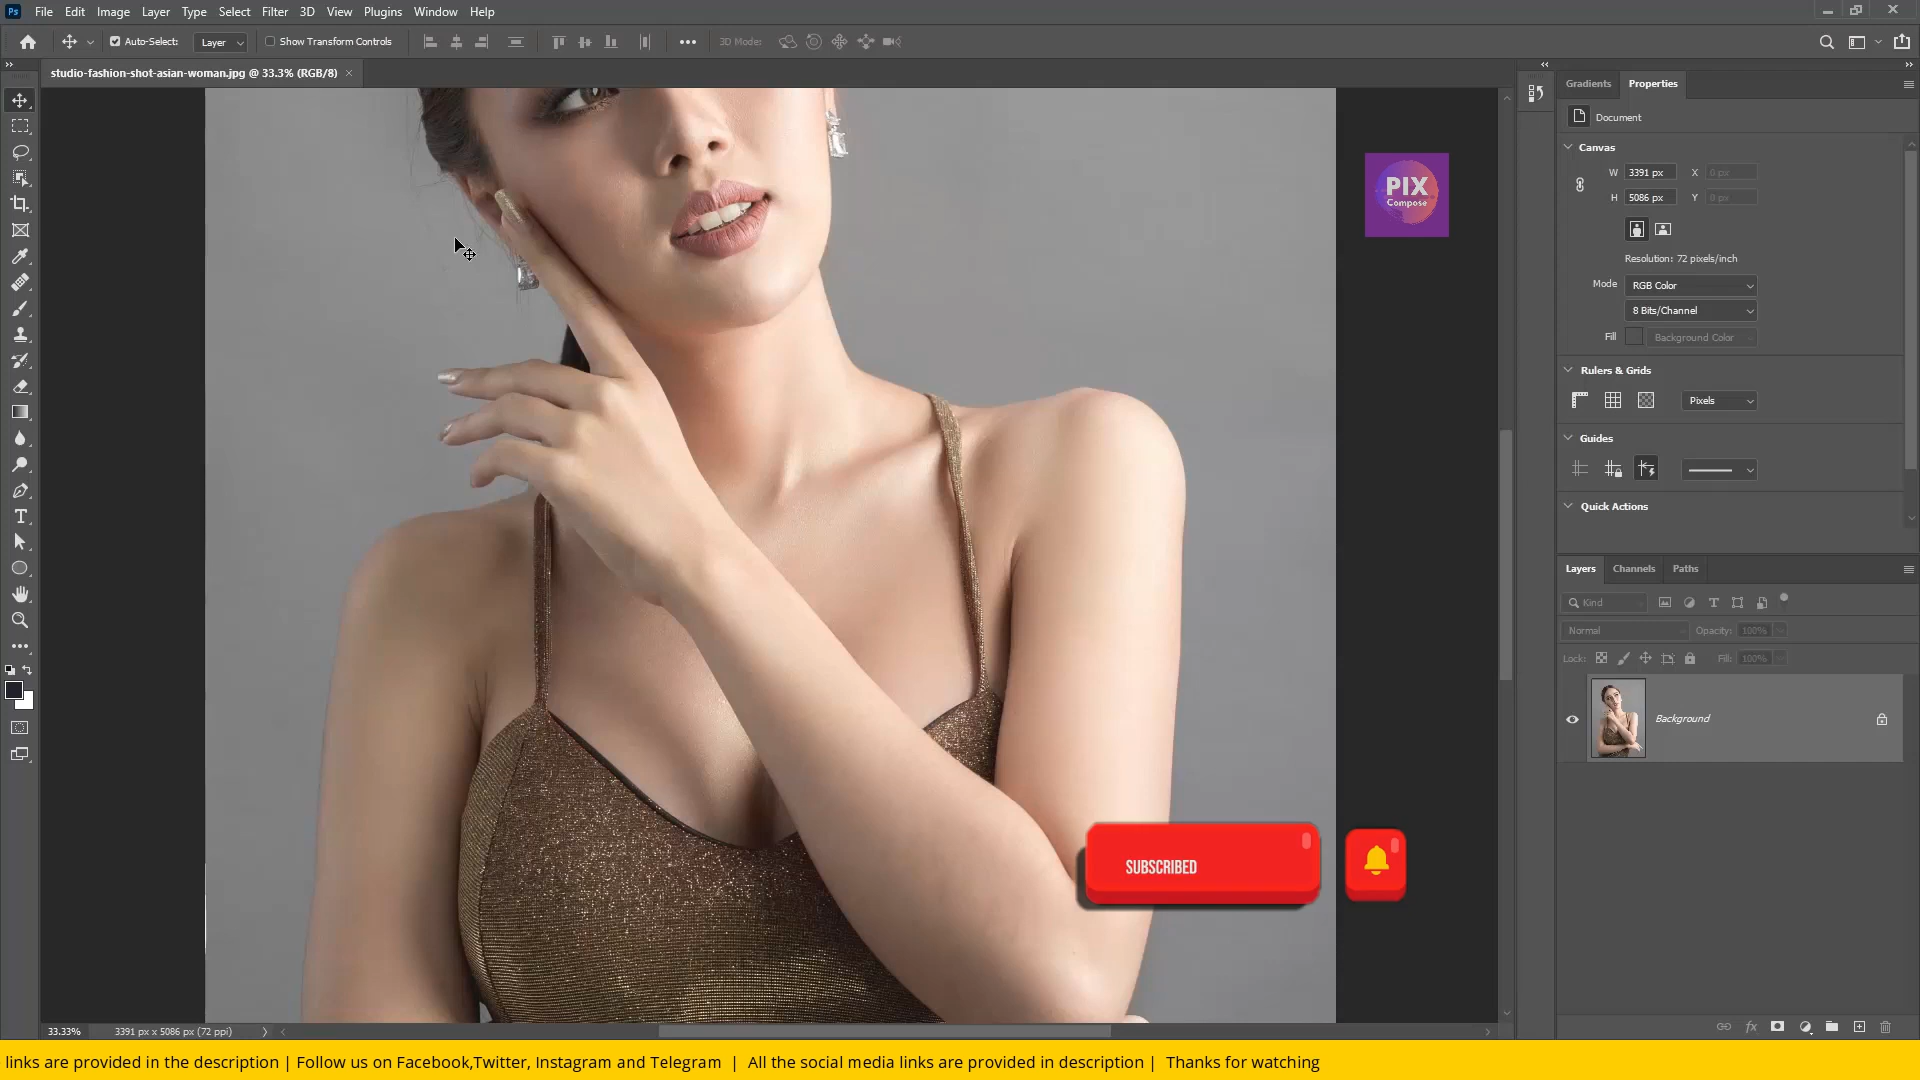 Ps File Edit Image Layer Type Select Filter 3D View Plugins Window Help
Auto-Select: Layer Show Transform Controls 3D Mode:
studio-fashion-shot-asian-woman.jpg @ 33.3% (RGB/8)
Gradients Properties
Document
Canvas
W 3391 px X 0 px
H 5086 px Y 0 px
Resolution: 72 pixels/inch
Mode RGB Color
8 Bits/Channel
Fill Background Color
Rulers & Grids
Pixels
Guides
Quick Actions
Layers Channels Paths
Kind
Normal Opacity: 100%
Lock: Fill: 100%
Background
PIX
Compose
SUBSCRIBED
33.33% 3391 px x 5086 px (72 ppi)
links are provided in the description | Follow us on Facebook,Twitter, Instagram and Telegram | All the social media links are provided in description | Thanks for watching